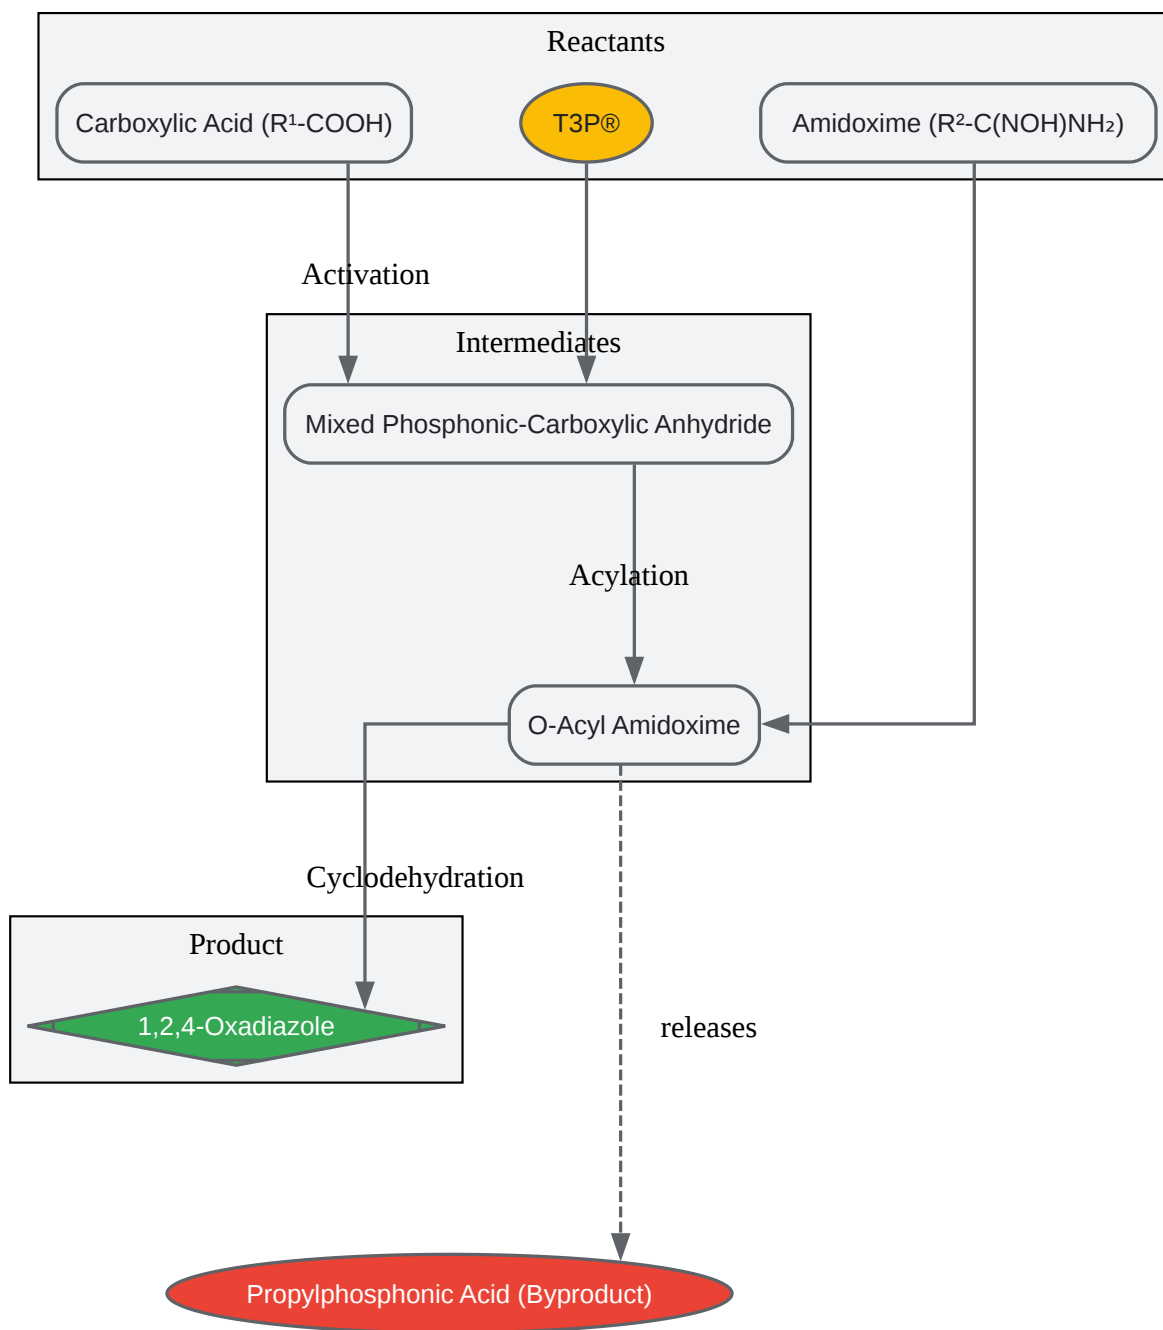 Reactants
Carboxylic Acid (R¹-COOH)
T3P®
Amidoxime (R²-C(NOH)NH₂)
Activation
Intermediates
Mixed Phosphonic-Carboxylic Anhydride
Acylation
O-Acyl Amidoxime
Cyclodehydration
Product
1,2,4-Oxadiazole
releases
Propylphosphonic Acid (Byproduct)